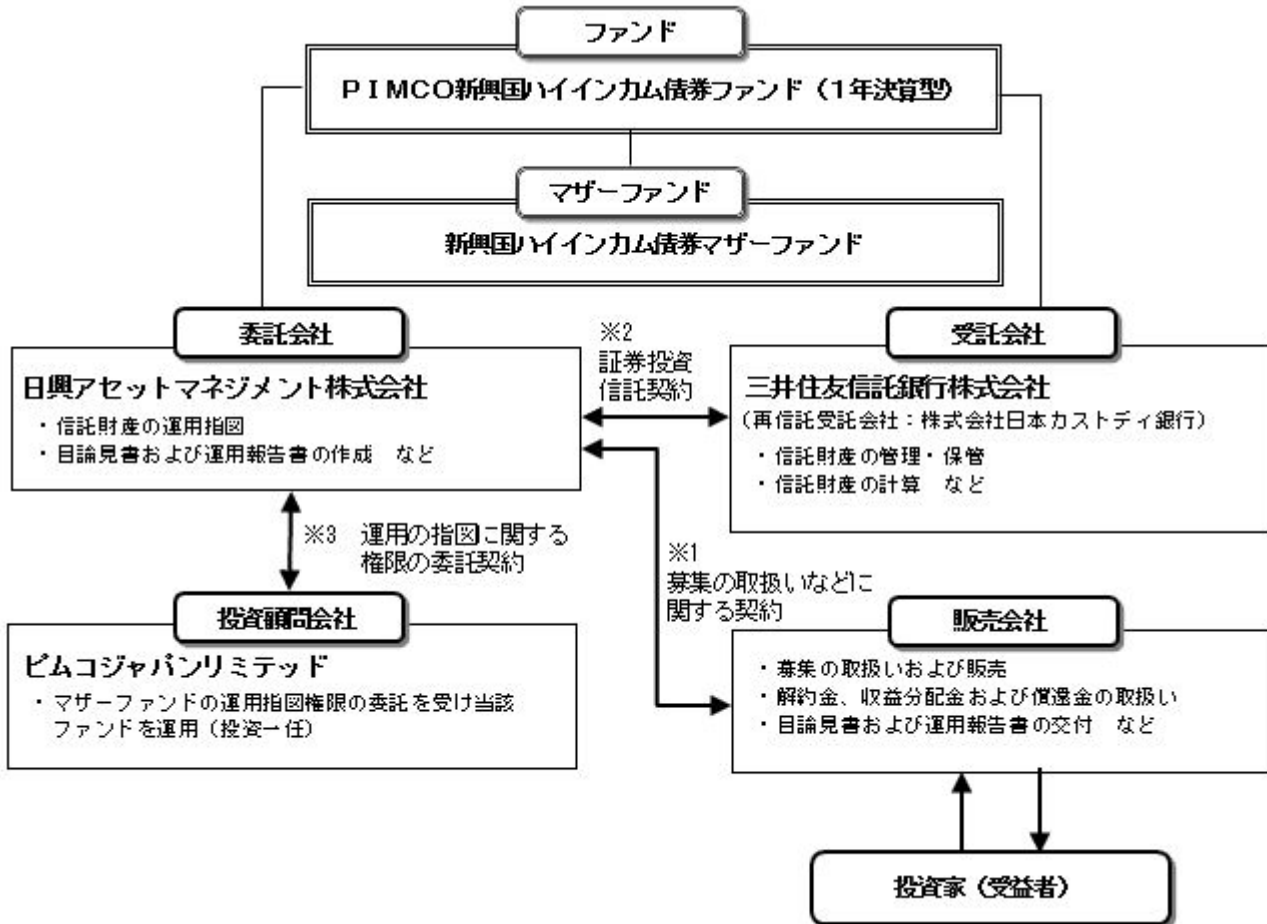 ファンド
PIMCO新興国ハイインカム債券ファンド（1年決算型）
マザーファンド
新興国ハイインカム債券マザーファンド
委託会社
日興アセットマネジメント株式会社
・信託財産の運用指図
・目論見書および運用報告書の作成　など
※2
証券投資
信託契約
受託会社
三井住友信託銀行株式会社
（再信託受託会社：株式会社日本カストディ銀行）
・信託財産の管理・保管
・信託財産の計算　など
※3　運用の指図に関する
権限の委託契約
※1
募集の取扱いなどに
関する契約
投資顧問会社
ピムコジャパンリミテッド
・マザーファンドの運用指図権限の委託を受け当該
ファンドを運用（投資一任）
販売会社
・募集の取扱いおよび販売
・解約金、収益分配金および償還金の取扱い
・目論見書および運用報告書の交付　など
投資家（受益者）